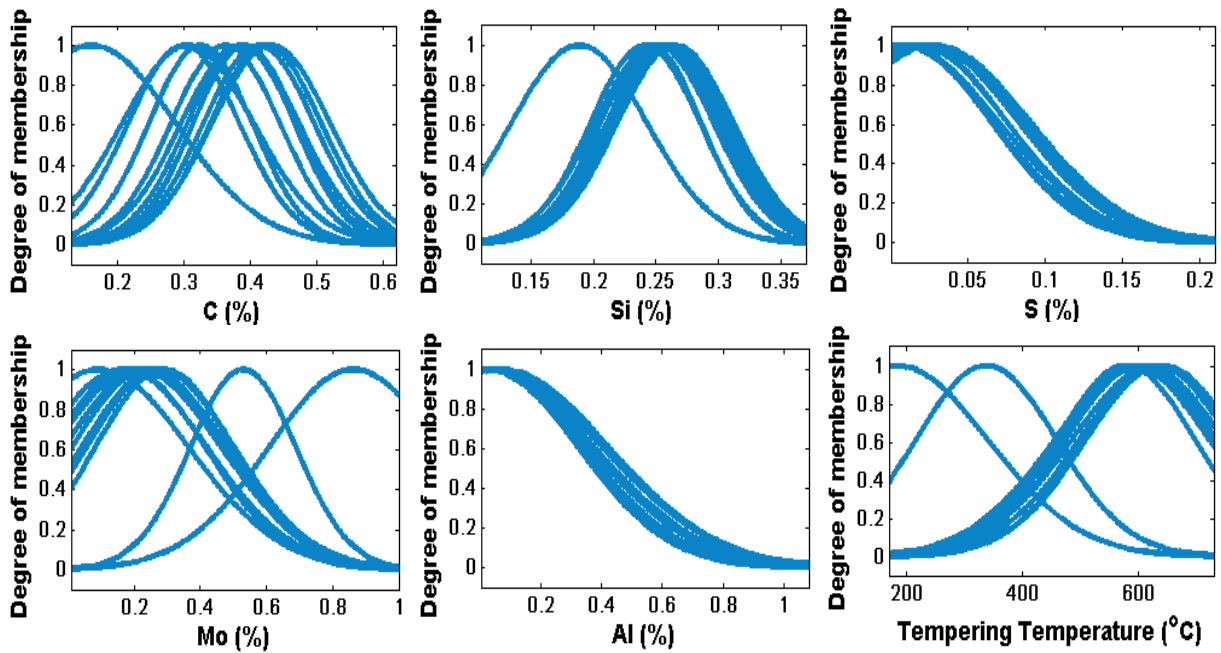 Degree of membership
1
0.8
0.6
0.4
0.2
0
0.2 0.3 0.4 0.5 0.6
C (%)
Degree of membership
1
0.8
0.6
0.4
0.2
0
0.15 0.2 0.25 0.3 0.35
Si (%)
Degree of membership
1
0.8
0.6
0.4
0.2
0
0.05 0.1 0.15 0.2
S (%)
Degree of membership
1
0.8
0.6
0.4
0.2
0
0.2 0.4 0.6 0.8 1
Mo (%)
Degree of membership
1
0.8
0.6
0.4
0.2
0
0.2 0.4 0.6 0.8 1
Al (%)
Degree of membership
1
0.8
0.6
0.4
0.2
0
200 400 600
Tempering Temperature (°C)